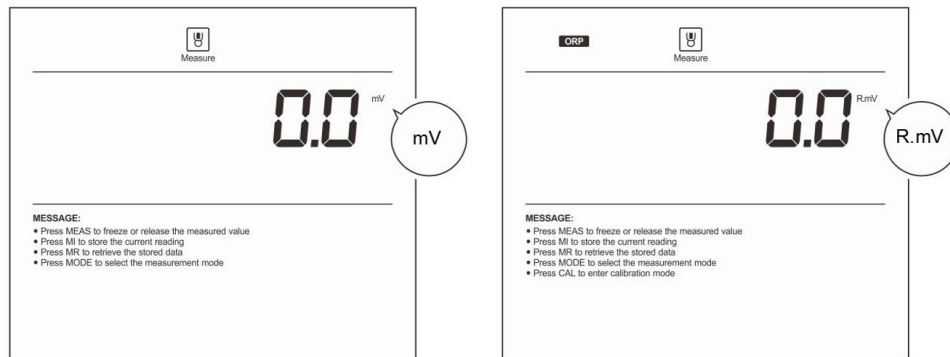 Measure
0.0 mV
mV
MESSAGE:
• Press MEAS to freeze or release the measured value
• Press MI to store the current reading
• Press MR to retrieve the stored data
• Press MODE to select the measurement mode
ORP
Measure
0.0 R.mV
R.mV
MESSAGE:
• Press MEAS to freeze or release the measured value
• Press MI to store the current reading
• Press MR to retrieve the stored data
• Press MODE to select the measurement mode
• Press CAL to enter calibration mode